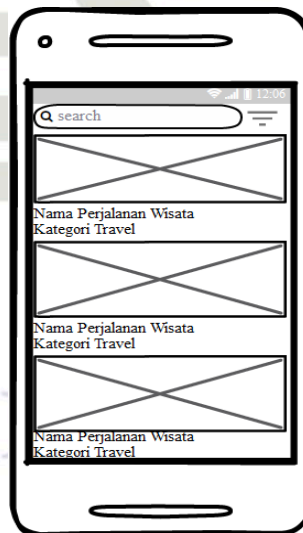 12:06
search
Nama Perjalanan Wisata
Kategori Travel
Nama Perjalanan Wisata
Kategori Travel
Nama Perjalanan Wisata
Kategori Travel